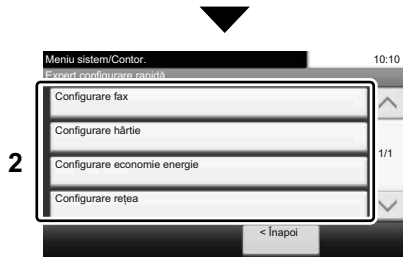 Meniu sistem/Contor.
10:10
Expert configurare rapidă
Configurare fax
Configurare hârtie
1/1
2
Configurare economie energie
Configurare rețea
< Înapoi